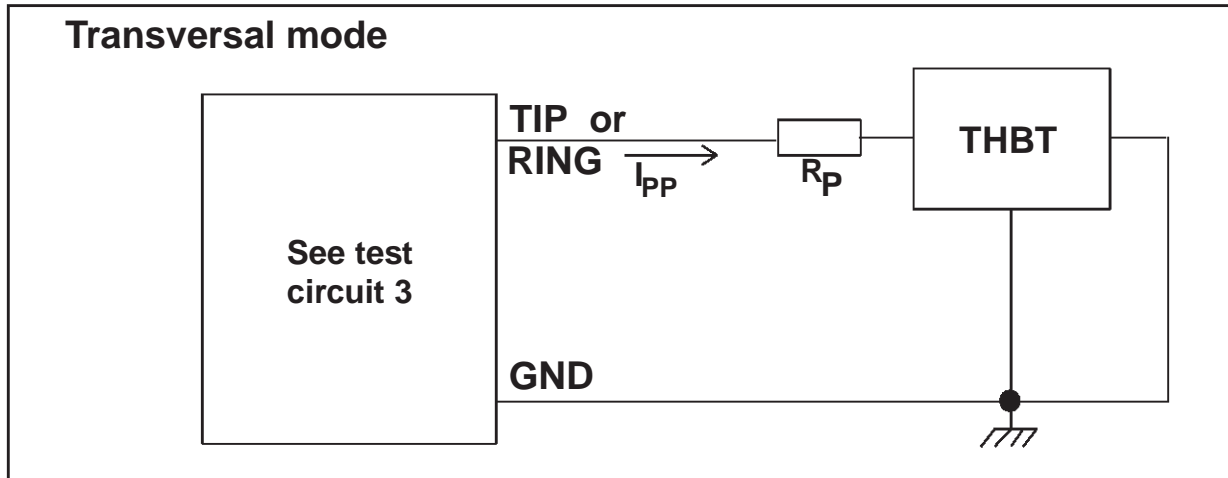 Transversal mode
TIP or
RING
IPP
RP
THBT
See test
circuit 3
GND